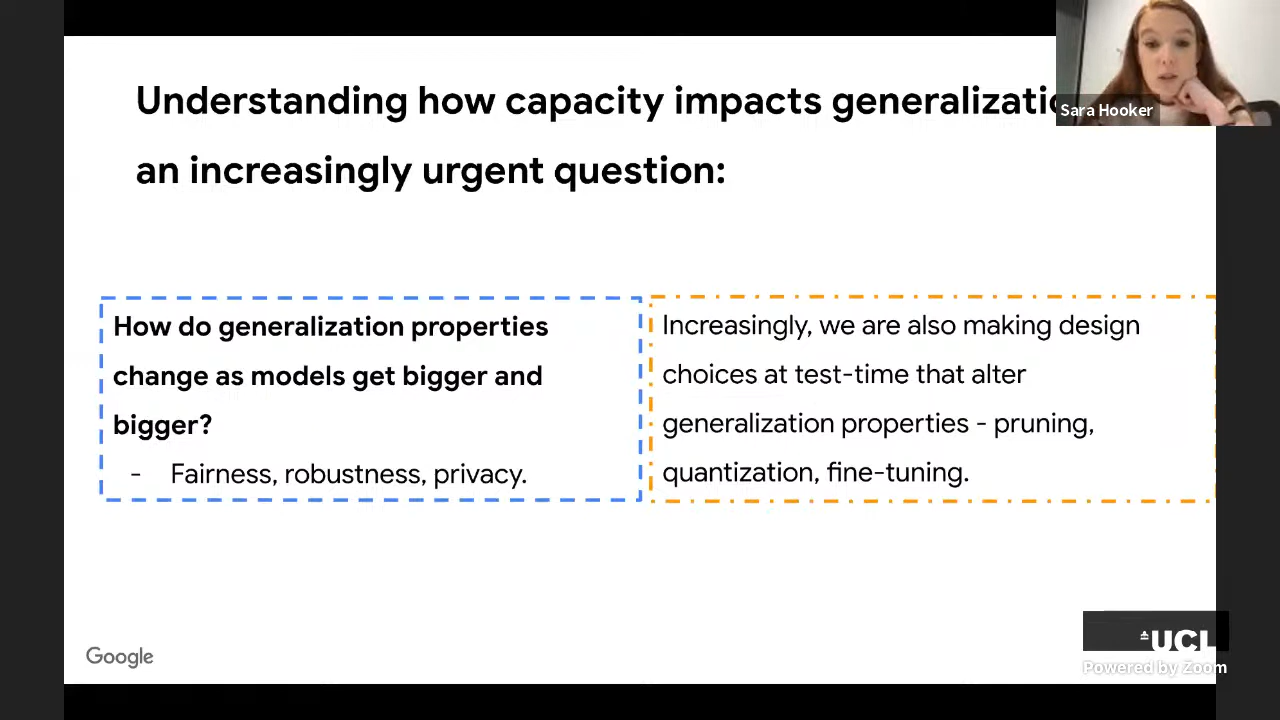 Understanding how capacity impacts generalizatio
Sara Hooker
an increasingly urgent question:
How do generalization properties
change as models get bigger and
bigger?
- Fairness, robustness, privacy.
Increasingly, we are also making design
choices at test-time that alter
generalization properties - pruning,
quantization, fine-tuning.
Google
UCL
Powered by Zoom